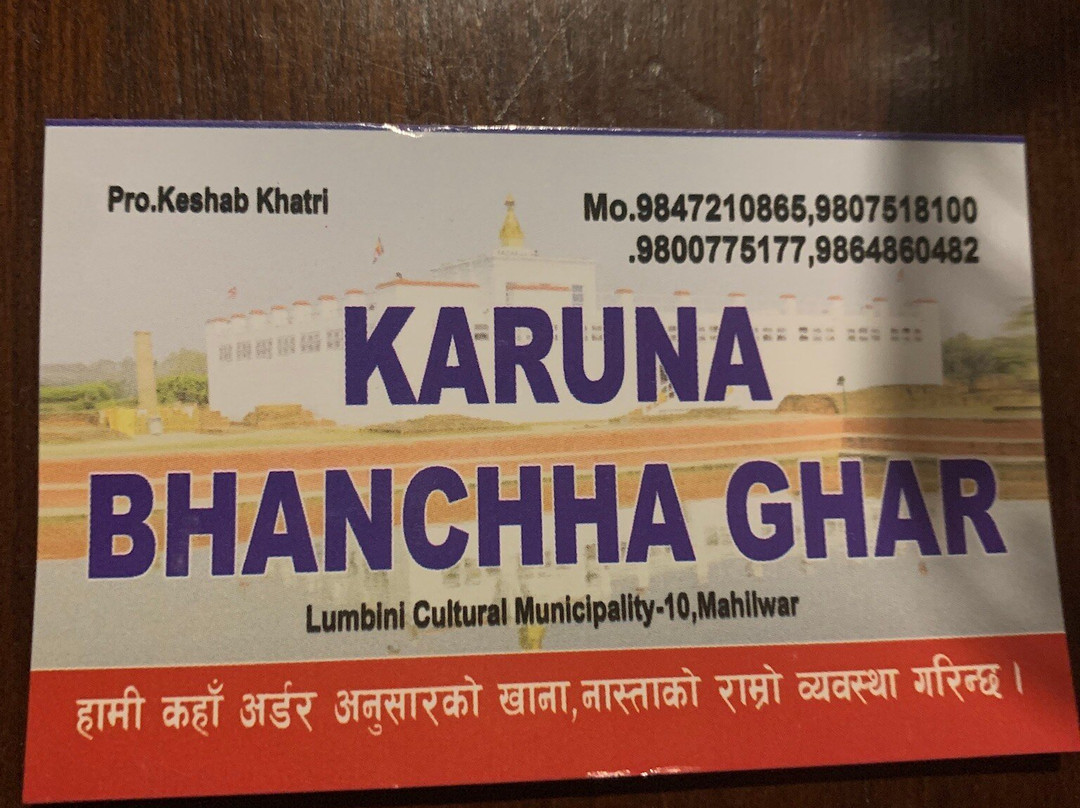 Pro.Keshab Khatri
Mo.9847210865,9807518100
.9800775177,9864860482
KARUNA
BHANCHHA GHAR
Lumbini Cultural Municipality-10,Mahilwar
हामी कहाँ अर्डर अनुसारको खाना,नास्ताको राम्रो व्यवस्था गरिन्छ ।